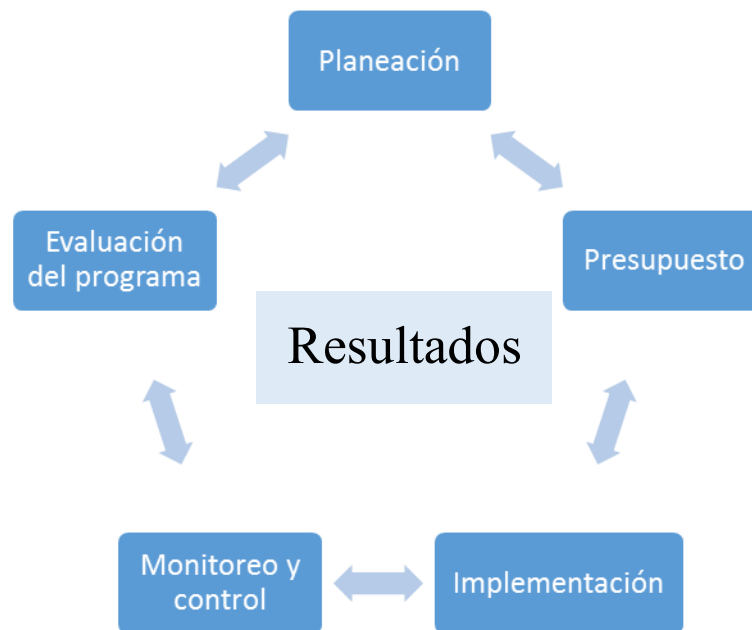 Planeación
Evaluación
del programa
Presupuesto
Resultados
Monitoreo y
control
Implementación